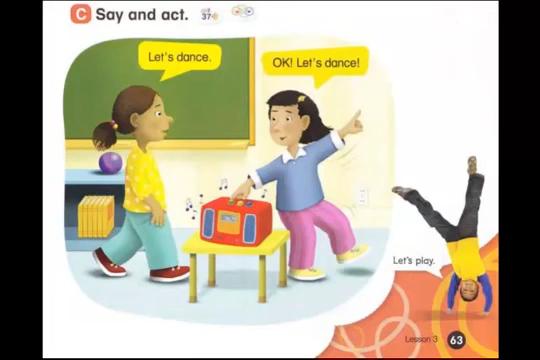 C Say and act.
37
Let's dance.
OK! Let's dance!
Let's play.
Lesson 3 63